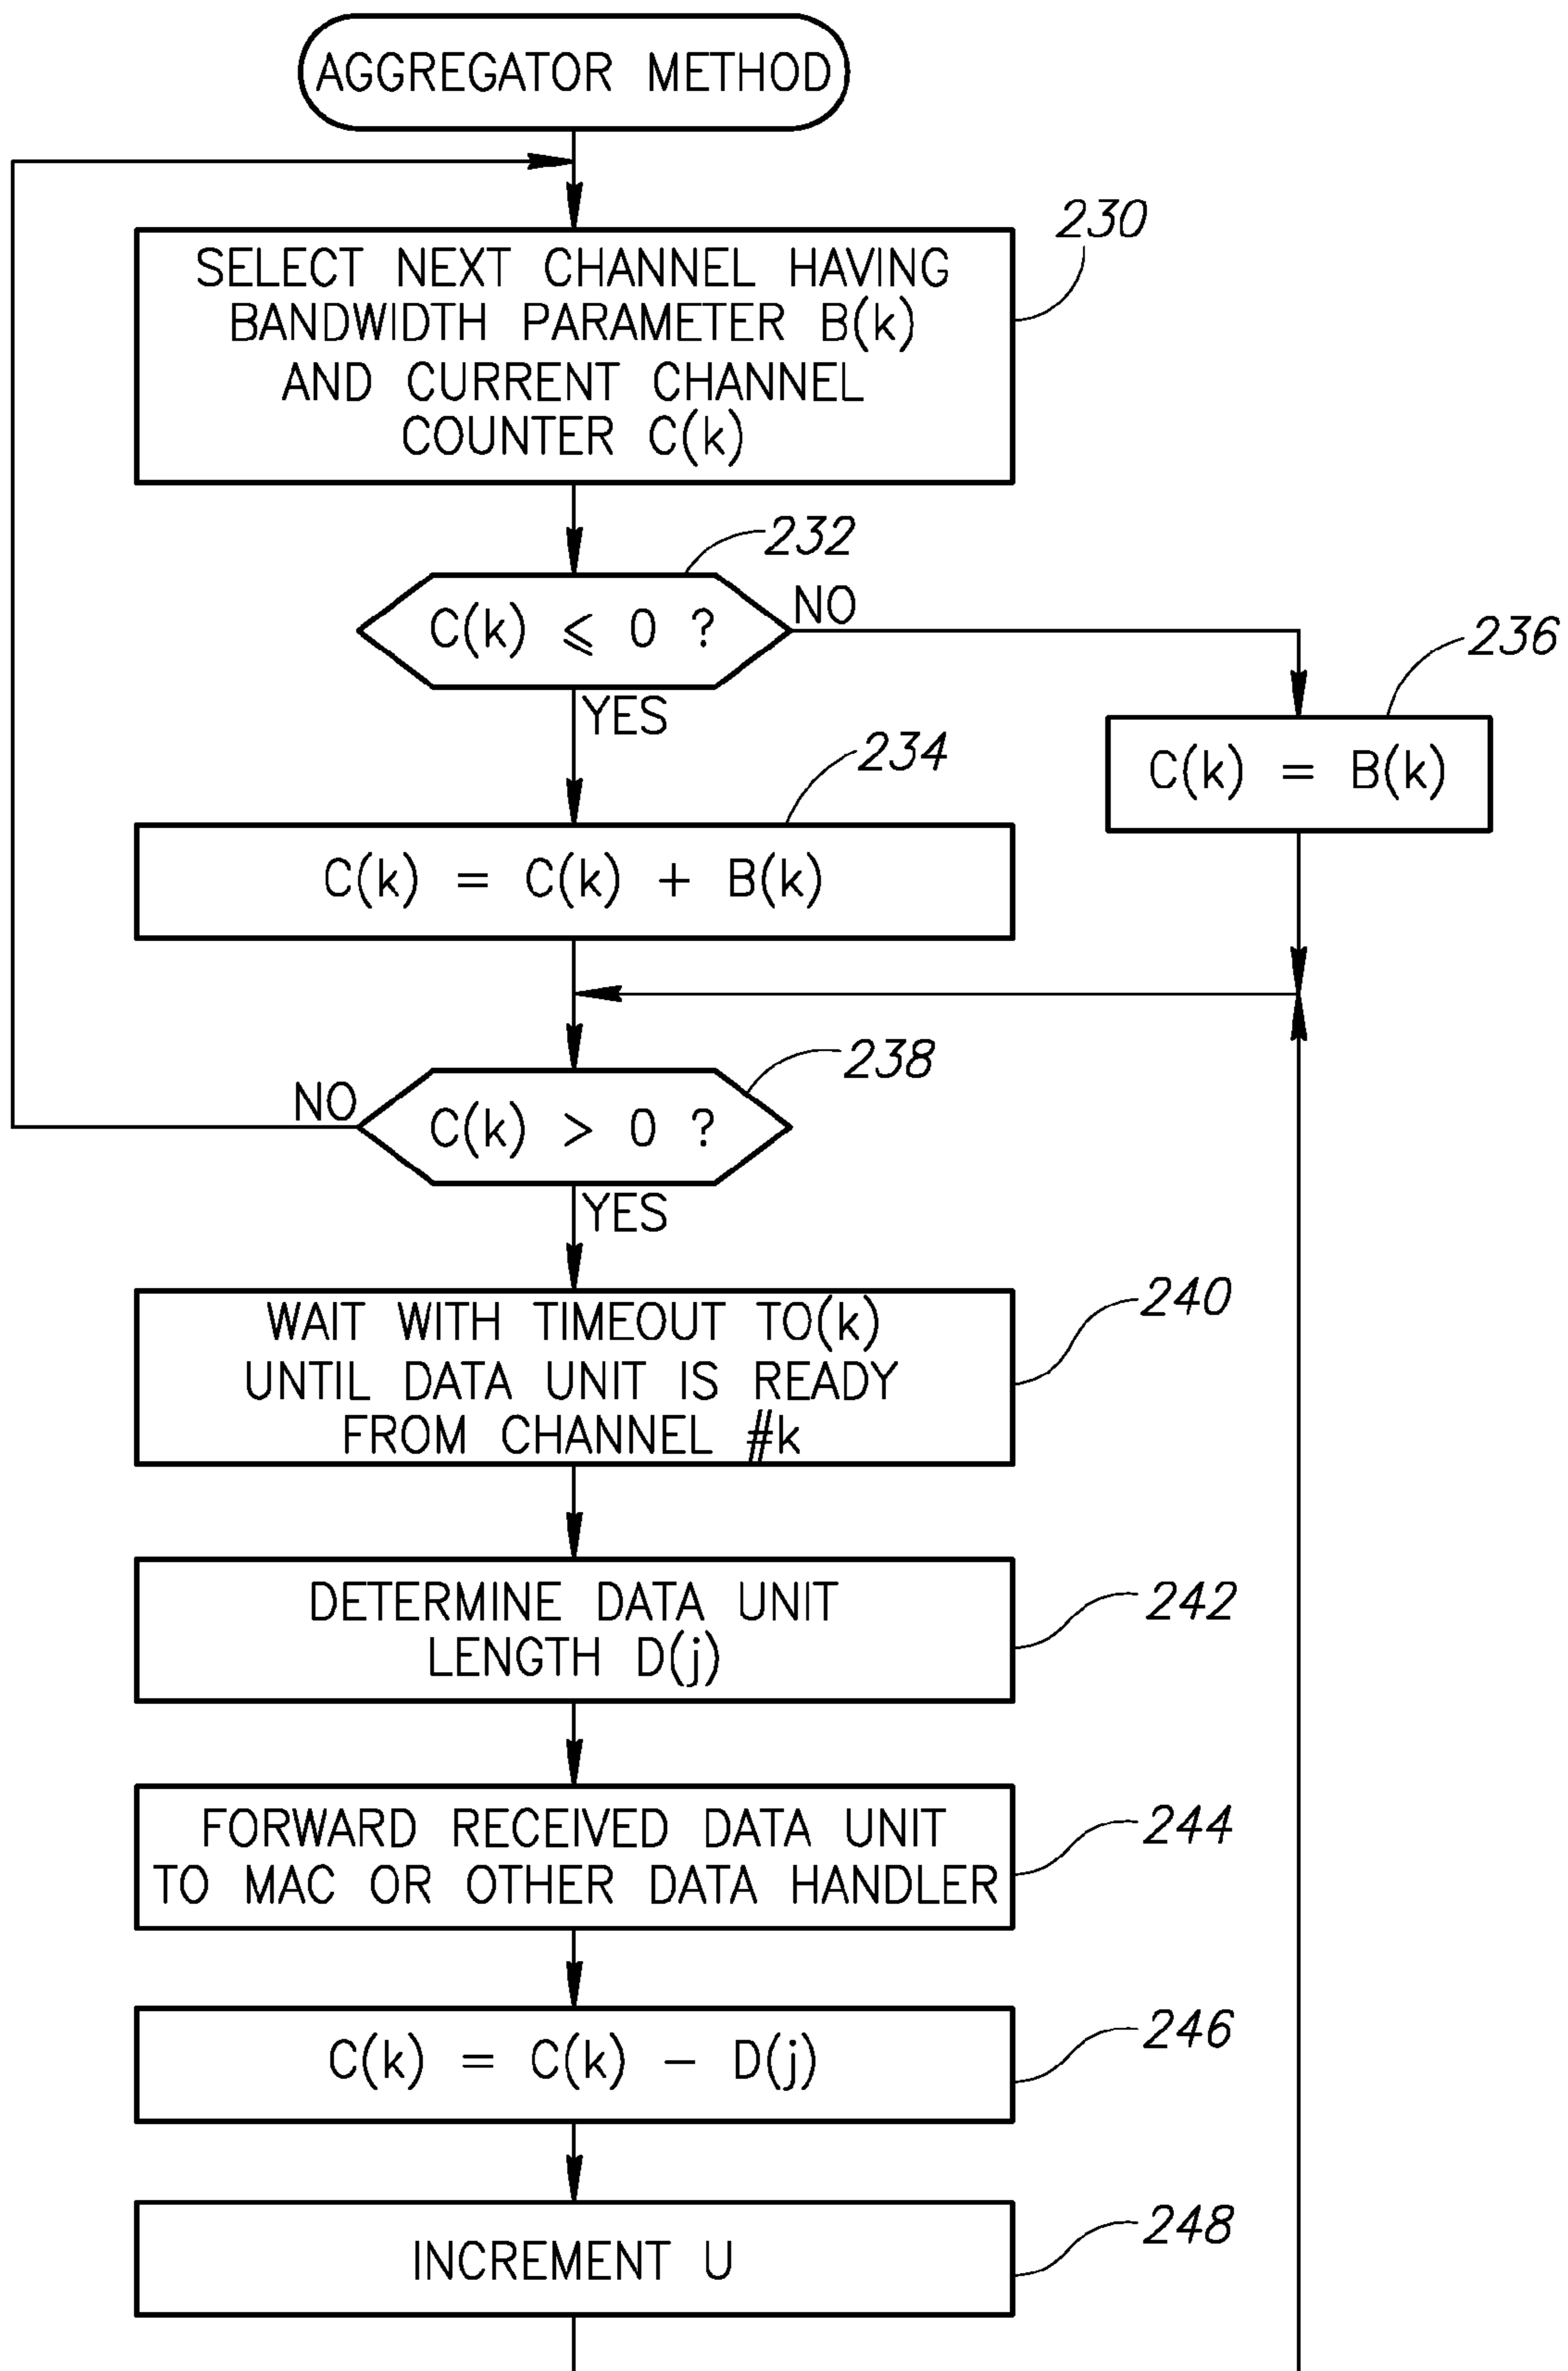 AGGREGATOR METHOD
230
SELECT NEXT CHANNEL HAVING
BANDWIDTH PARAMETER B(k)
AND CURRENT CHANNEL
COUNTER C(k)
232
C(k) ⩽ 0 ?
NO
YES
236
C(k) = B(k)
234
C(k) = C(k) + B(k)
238
NO
C(k) > 0 ?
YES
240
WAIT WITH TIMEOUT TO(k)
UNTIL DATA UNIT IS READY
FROM CHANNEL #k
242
DETERMINE DATA UNIT
LENGTH D(j)
244
FORWARD RECEIVED DATA UNIT
TO MAC OR OTHER DATA HANDLER
246
C(k) = C(k) − D(j)
248
INCREMENT U